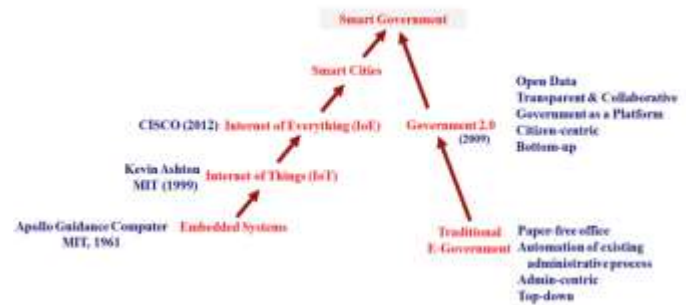 Smart Government
Smart Cities
CISCO (2012) Internet of Everything (IoE)
Government 2.0
(2009)
Open Data
Transparent & Collaborative
Government as a Platform
Citizen-centric
Bottom-up
Kevin Ashton
MIT (1999)
Internet of Things (IoT)
Apollo Guidance Computer
MIT, 1961
Embedded Systems
Traditional
E-Government
Paper-free office
Automation of existing
administrative process
Admin-centric
Top-down